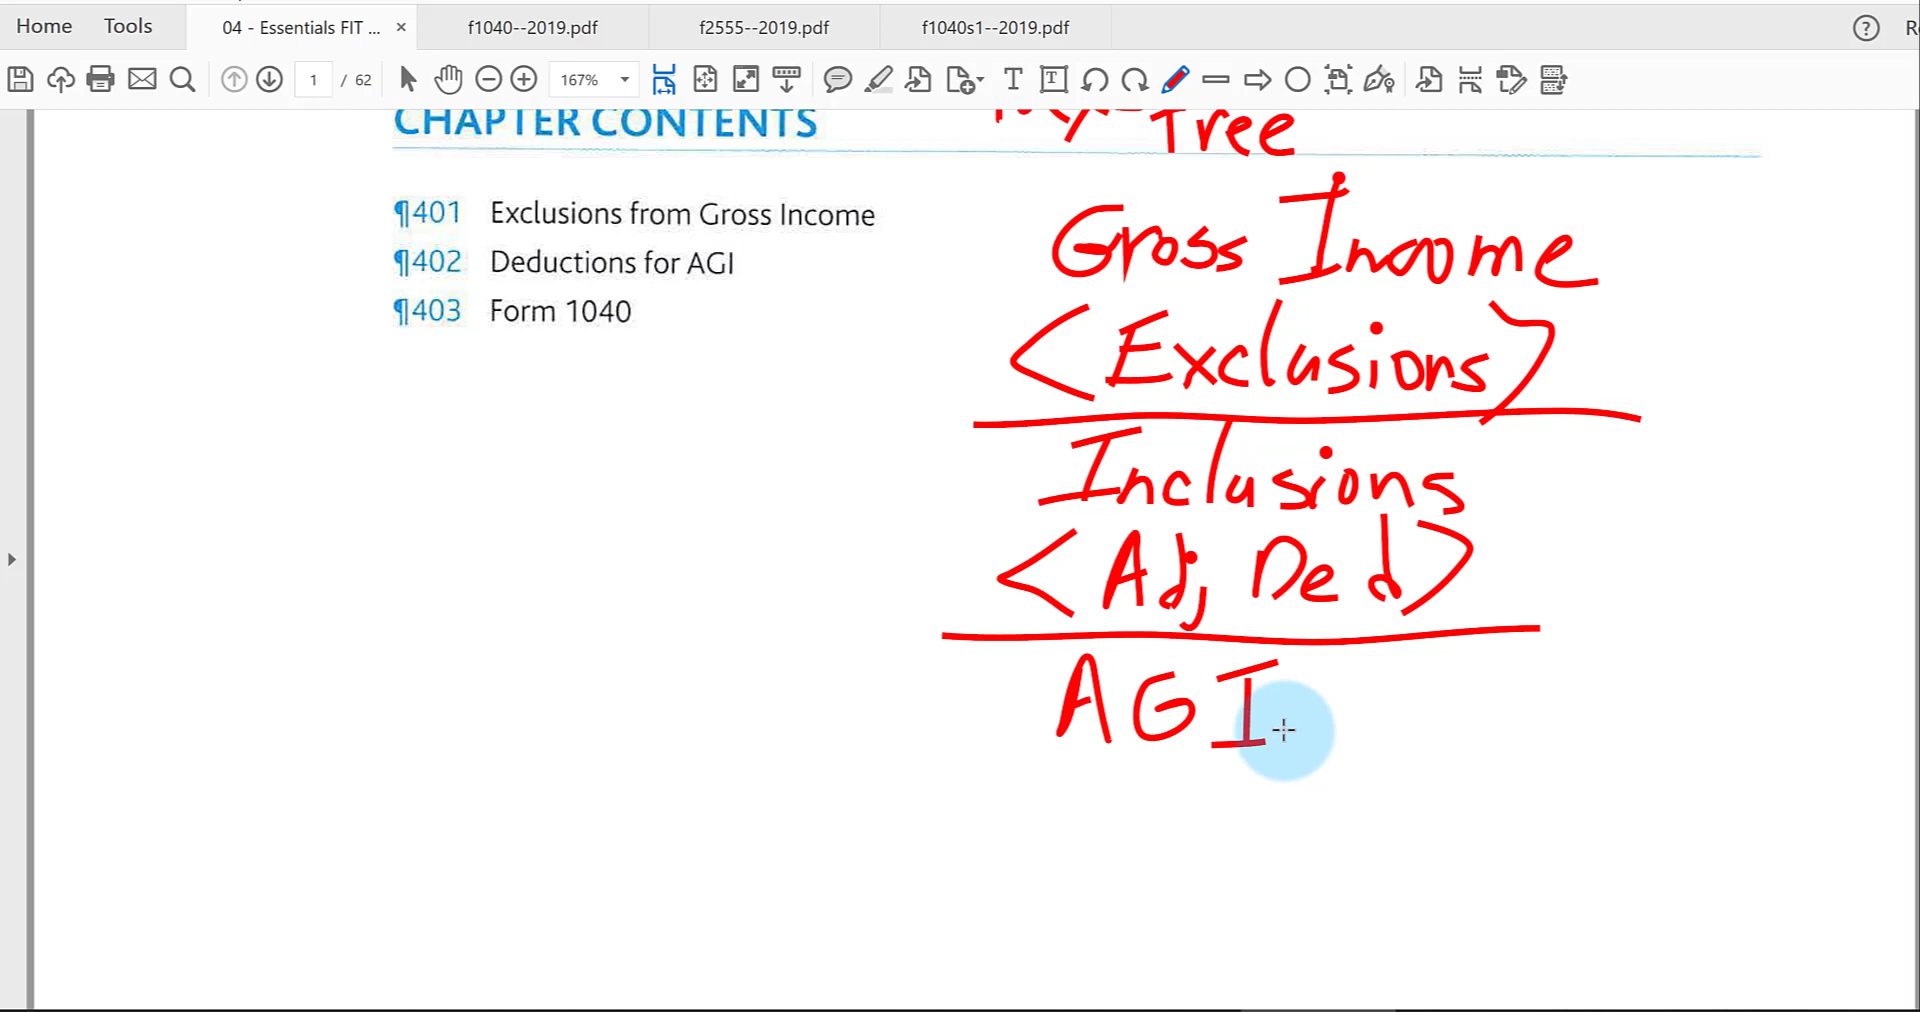 Home Tools 04 - Essentials FIT ... × f1040--2019.pdf f2555--2019.pdf f1040s1--2019.pdf ?
1 / 62 167% T T
CHAPTER CONTENTS
Tree
¶401 Exclusions from Gross Income
¶402 Deductions for AGI
¶403 Form 1040
Gross Income
<Exclusions>
Inclusions
<Adj Ded>
AGI